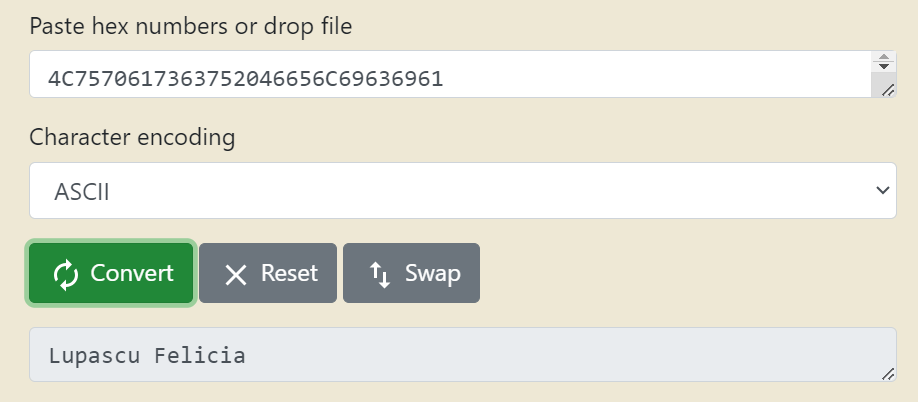 Paste hex numbers or drop file
4C7570617363752046656C69636961
Character encoding
ASCII
Convert Reset Swap
Lupascu Felicia